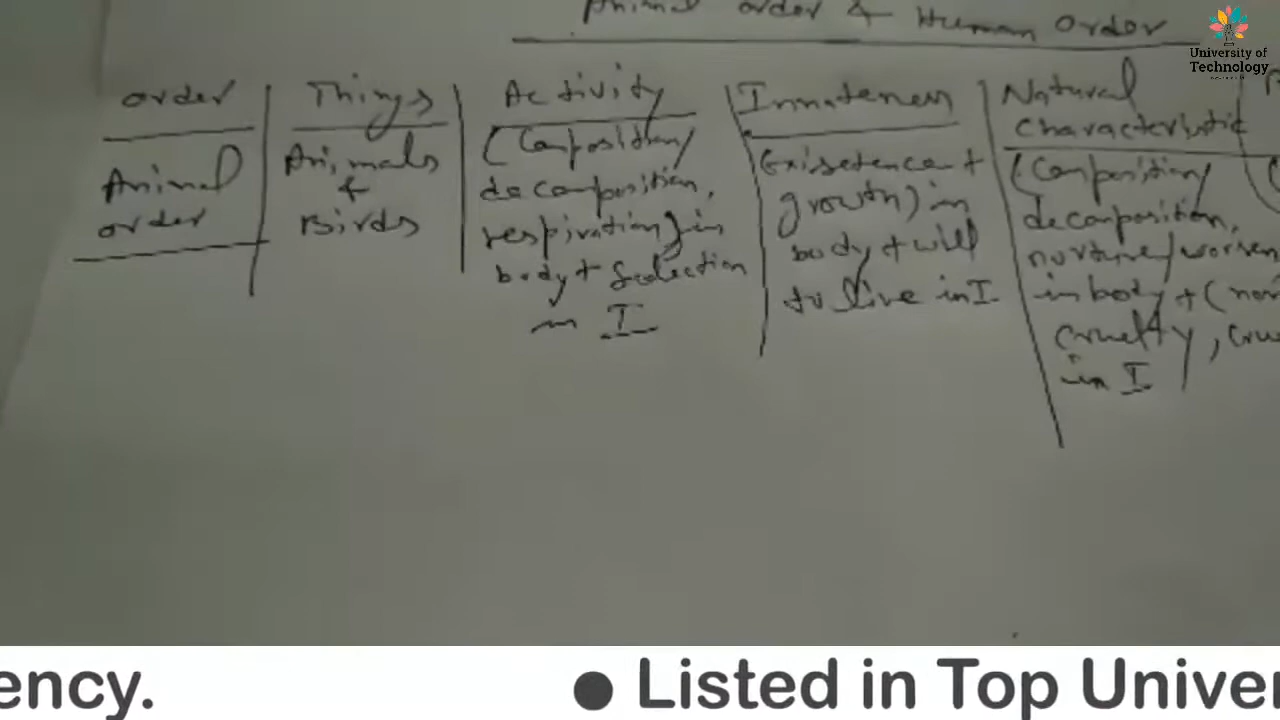 Animal order & Human order
University of
Technology
order
Things
Activity
Innateness
Natural
characteristic
Animal
order
Animals
&
Birds
(Composition/
decomposition,
respiration) in
body + Selection
in I
(Existence +
growth) in
body + will
to live in I
(Composition/
decomposition,
nurture/worsen
in body + (non
cruelty, cru
in I
ency.
● Listed in Top Univer